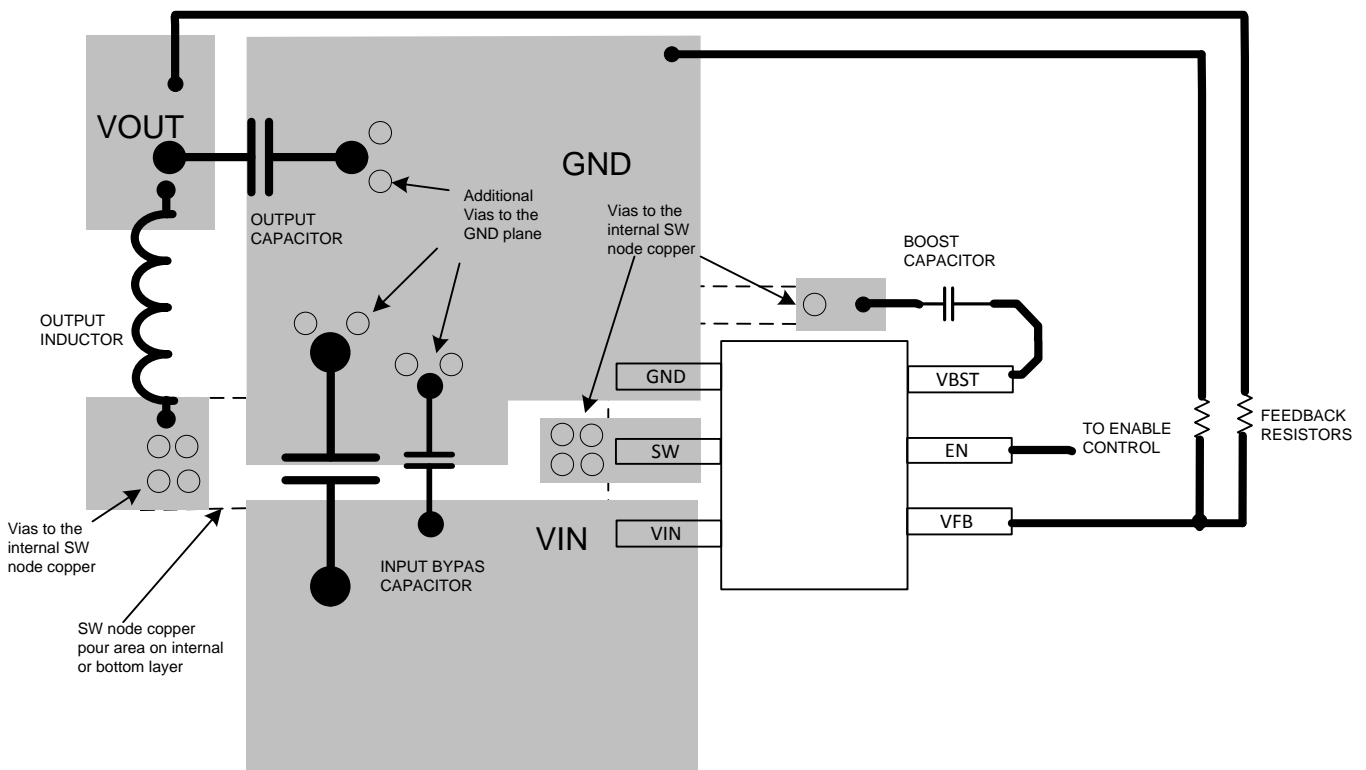 VOUT
GND
OUTPUT
CAPACITOR
Additional
Vias to the
GND plane
Vias to the
internal SW
node copper
BOOST
CAPACITOR
OUTPUT
INDUCTOR
GND
VBST
TO ENABLE
CONTROL
FEEDBACK
RESISTORS
SW
EN
Vias to the
internal SW
node copper
VIN
VIN
VFB
INPUT BYPAS
CAPACITOR
SW node copper
pour area on internal
or bottom layer